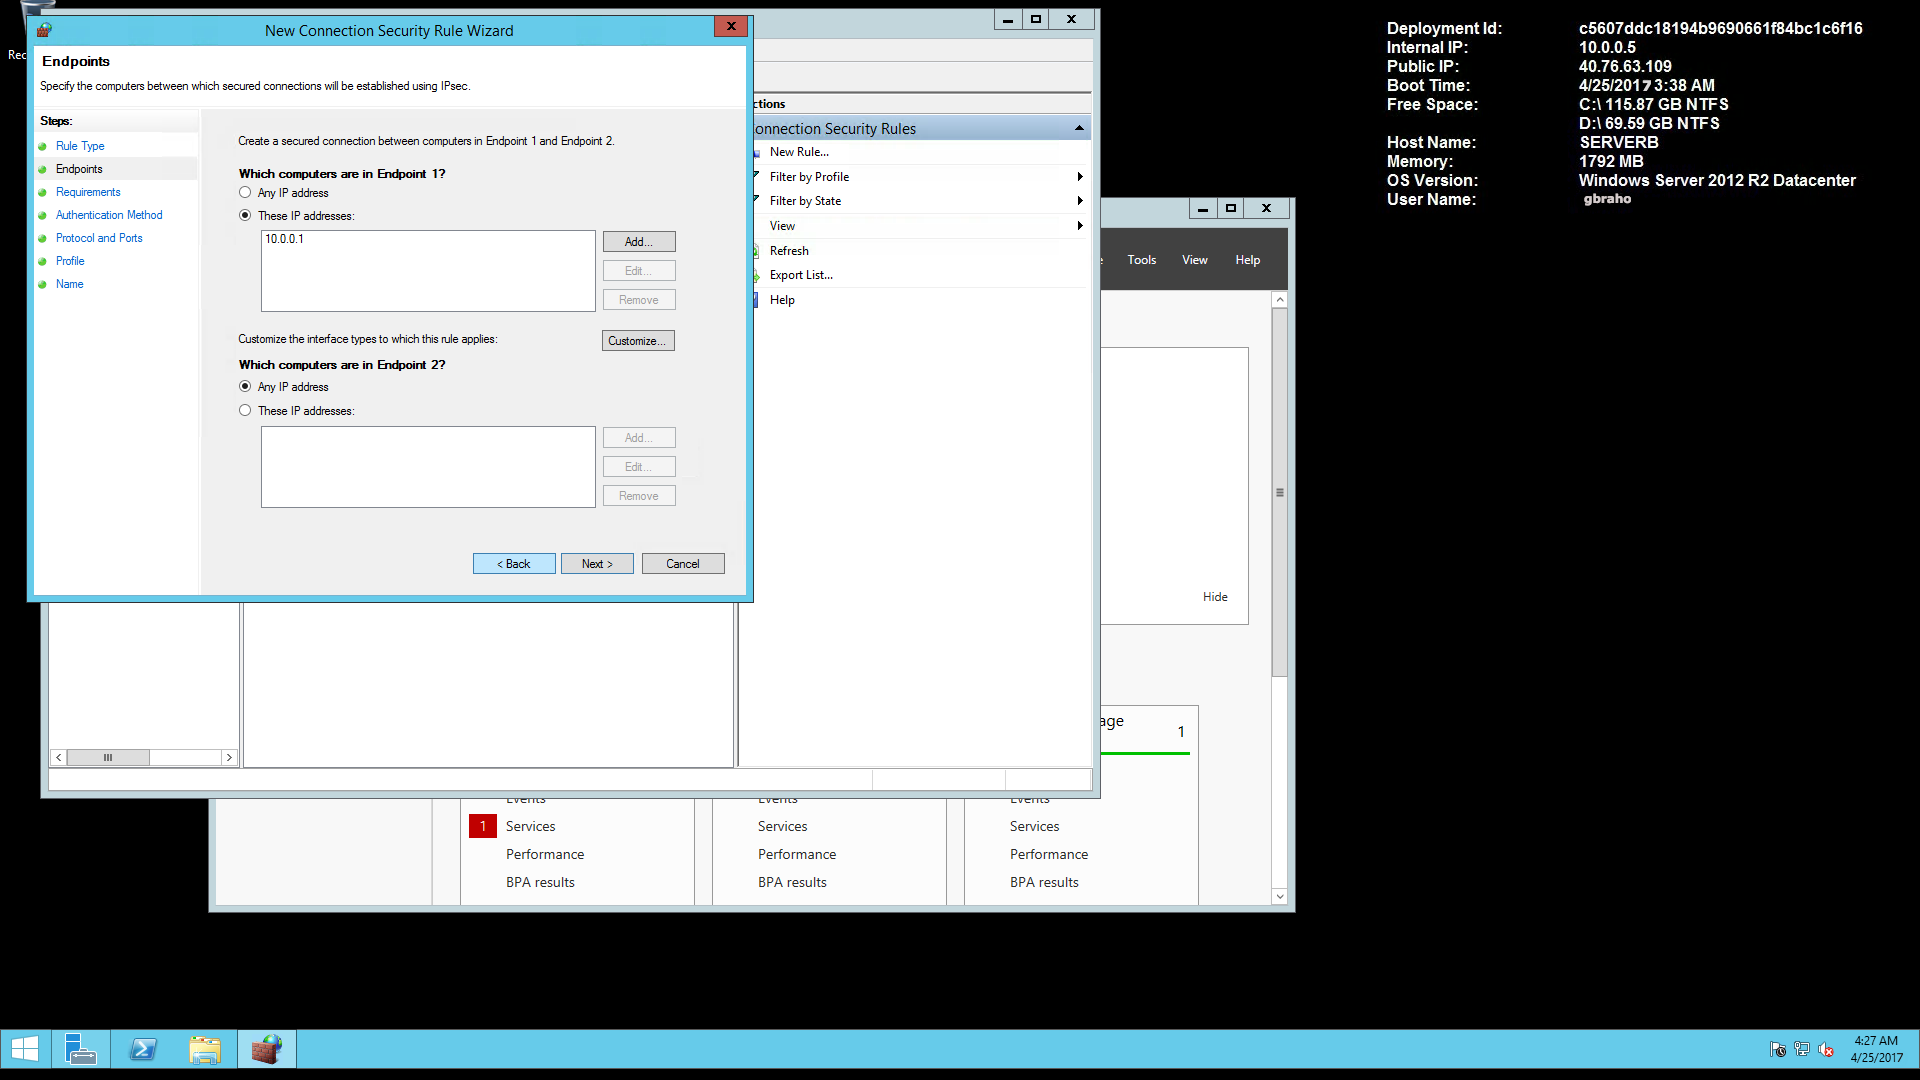 Rec
New Connection Security Rule Wizard
Endpoints
Specify the computers between which secured connections will be established using IPsec.
Steps:
Rule Type
Endpoints
Requirements
Authentication Method
Protocol and Ports
Profile
Name
Create a secured connection between computers in Endpoint 1 and Endpoint 2.
Which computers are in Endpoint 1?
Any IP address
These IP addresses:
10.0.0.1
Add...
Edit...
Remove
Customize the interface types to which this rule applies:
Customize...
Which computers are in Endpoint 2?
Any IP address
These IP addresses:
Add...
Edit...
Remove
< Back
Next >
Cancel
ctions
onnection Security Rules
New Rule...
Filter by Profile
Filter by State
View
Refresh
Export List...
Help
Tools
View
Help
Hide
age
1
Events
Events
Events
1
Services
Services
Services
Performance
Performance
Performance
BPA results
BPA results
BPA results
Deployment Id: c5607ddc18194b9690661f84bc1c6f16
Internal IP: 10.0.0.5
Public IP: 40.76.63.109
Boot Time: 4/25/2017 3:38 AM
Free Space: C:\ 115.87 GB NTFS
D:\ 69.59 GB NTFS
Host Name: SERVERB
Memory: 1792 MB
OS Version: Windows Server 2012 R2 Datacenter
User Name: gbraho
4:27 AM
4/25/2017